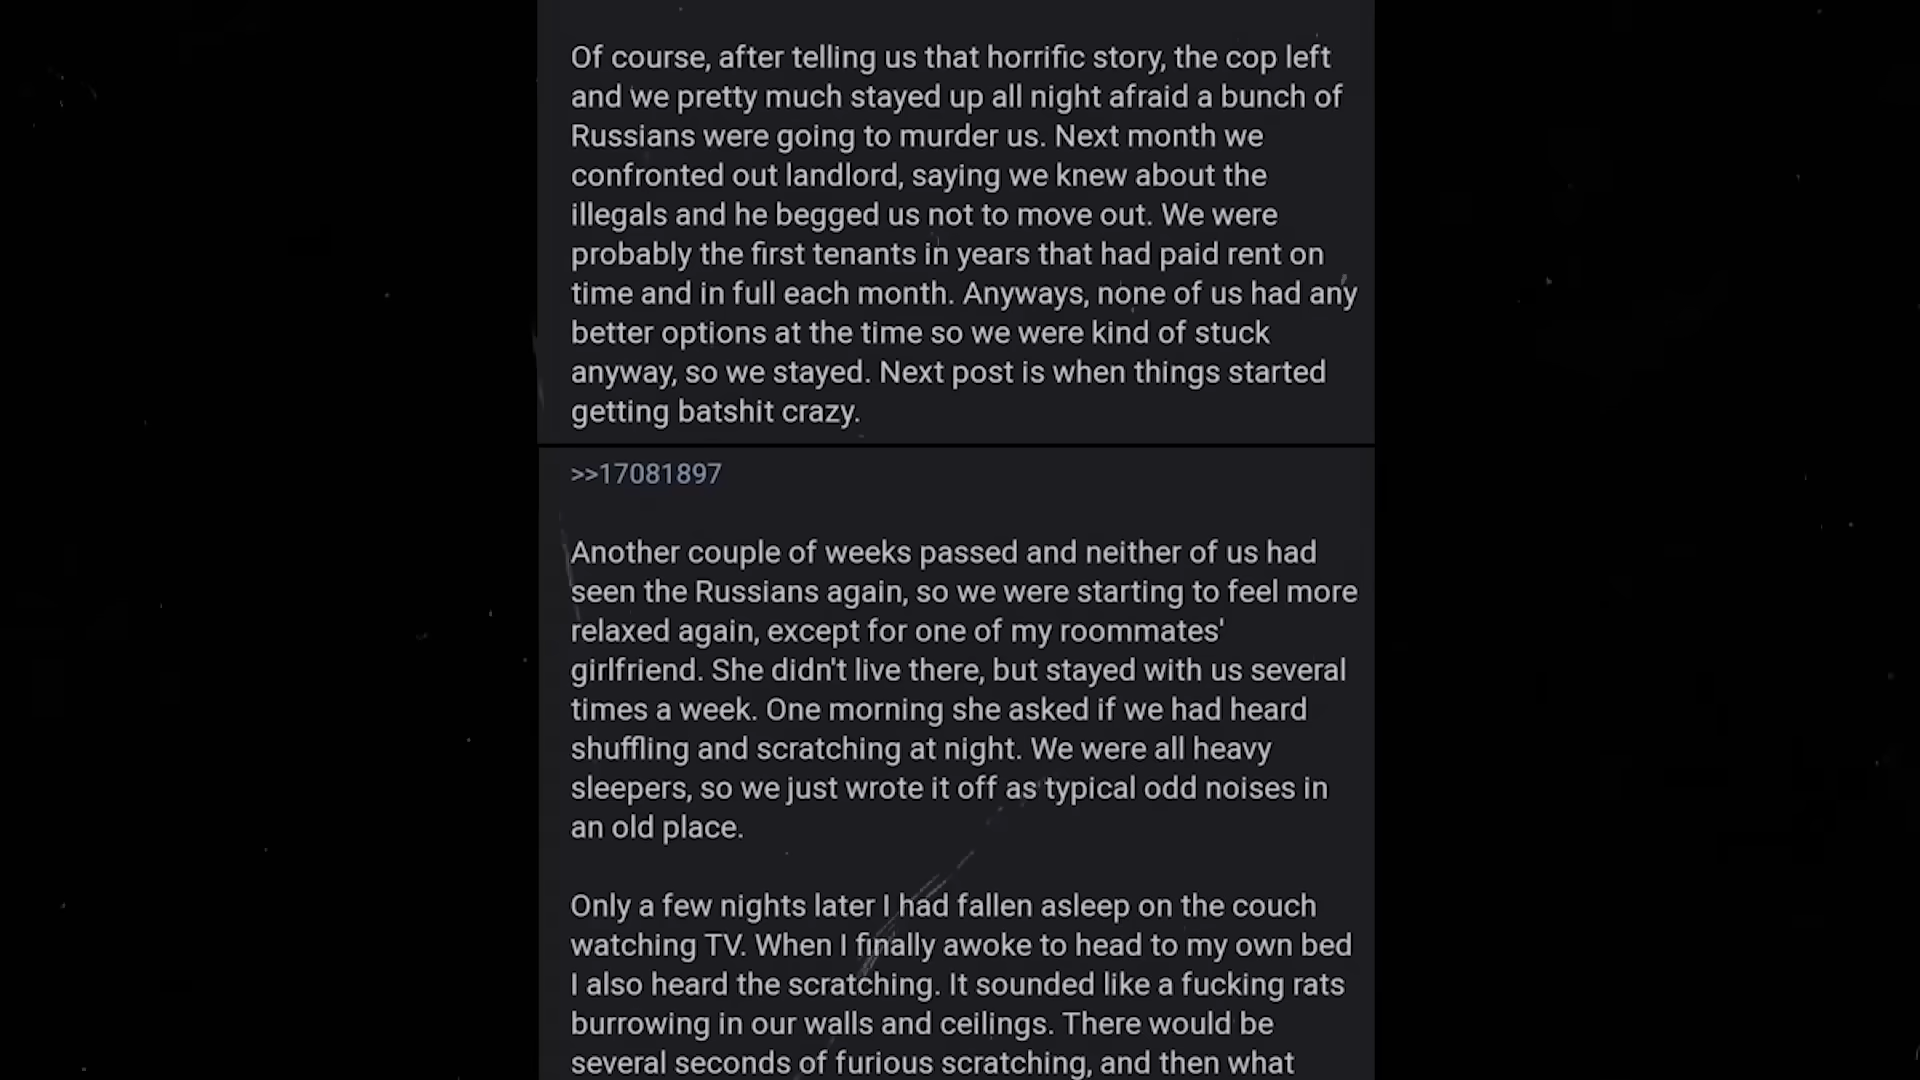 Of course, after telling us that horrific story, the cop left
and we pretty much stayed up all night afraid a bunch of
Russians were going to murder us. Next month we
confronted out landlord, saying we knew about the
illegals and he begged us not to move out. We were
probably the first tenants in years that had paid rent on
time and in full each month. Anyways, none of us had any
better options at the time so we were kind of stuck
anyway, so we stayed. Next post is when things started
getting batshit crazy.
>>17081897
Another couple of weeks passed and neither of us had
seen the Russians again, so we were starting to feel more
relaxed again, except for one of my roommates'
girlfriend. She didn't live there, but stayed with us several
times a week. One morning she asked if we had heard
shuffling and scratching at night. We were all heavy
sleepers, so we just wrote it off as typical odd noises in
an old place.
Only a few nights later I had fallen asleep on the couch
watching TV. When I finally awoke to head to my own bed
I also heard the scratching. It sounded like a fucking rats
burrowing in our walls and ceilings. There would be
several seconds of furious scratching, and then what